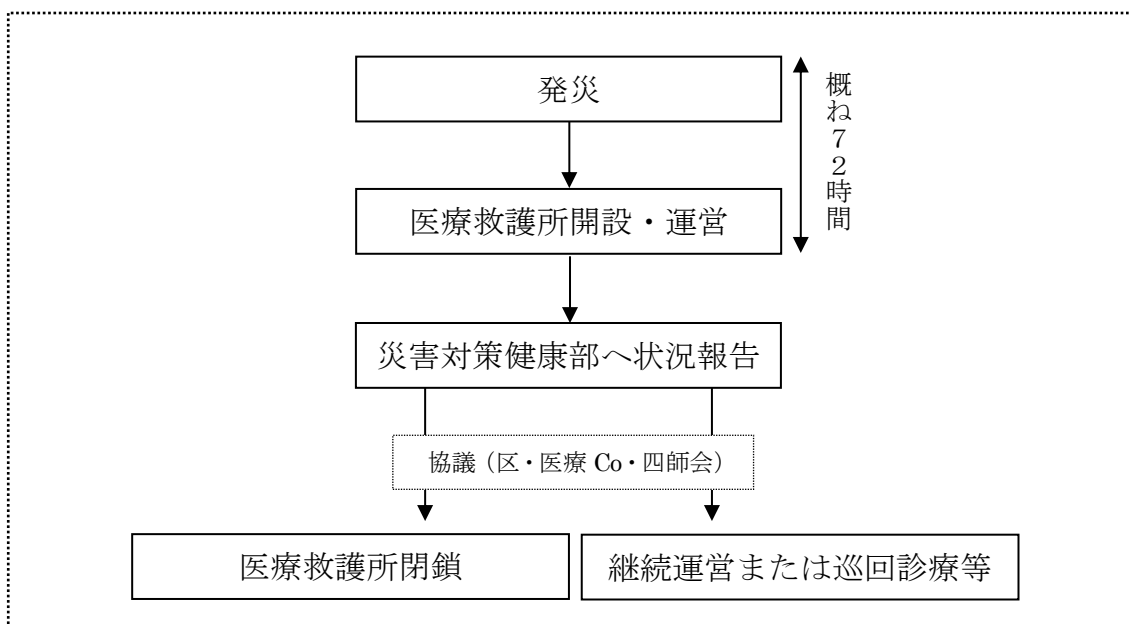 発災
概ね７２時間
医療救護所開設・運営
災害対策健康部へ状況報告
協議（区・医療 Co・四師会）
医療救護所閉鎖
継続運営または巡回診療等